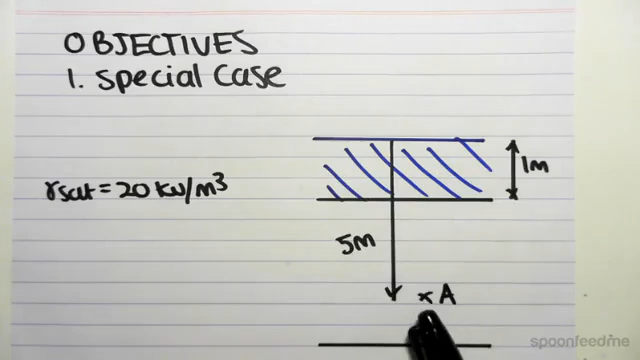 OBJECTIVES
1. Special Case
1m
γsat = 20 kN/m³
5m
x A
spoonfeedme